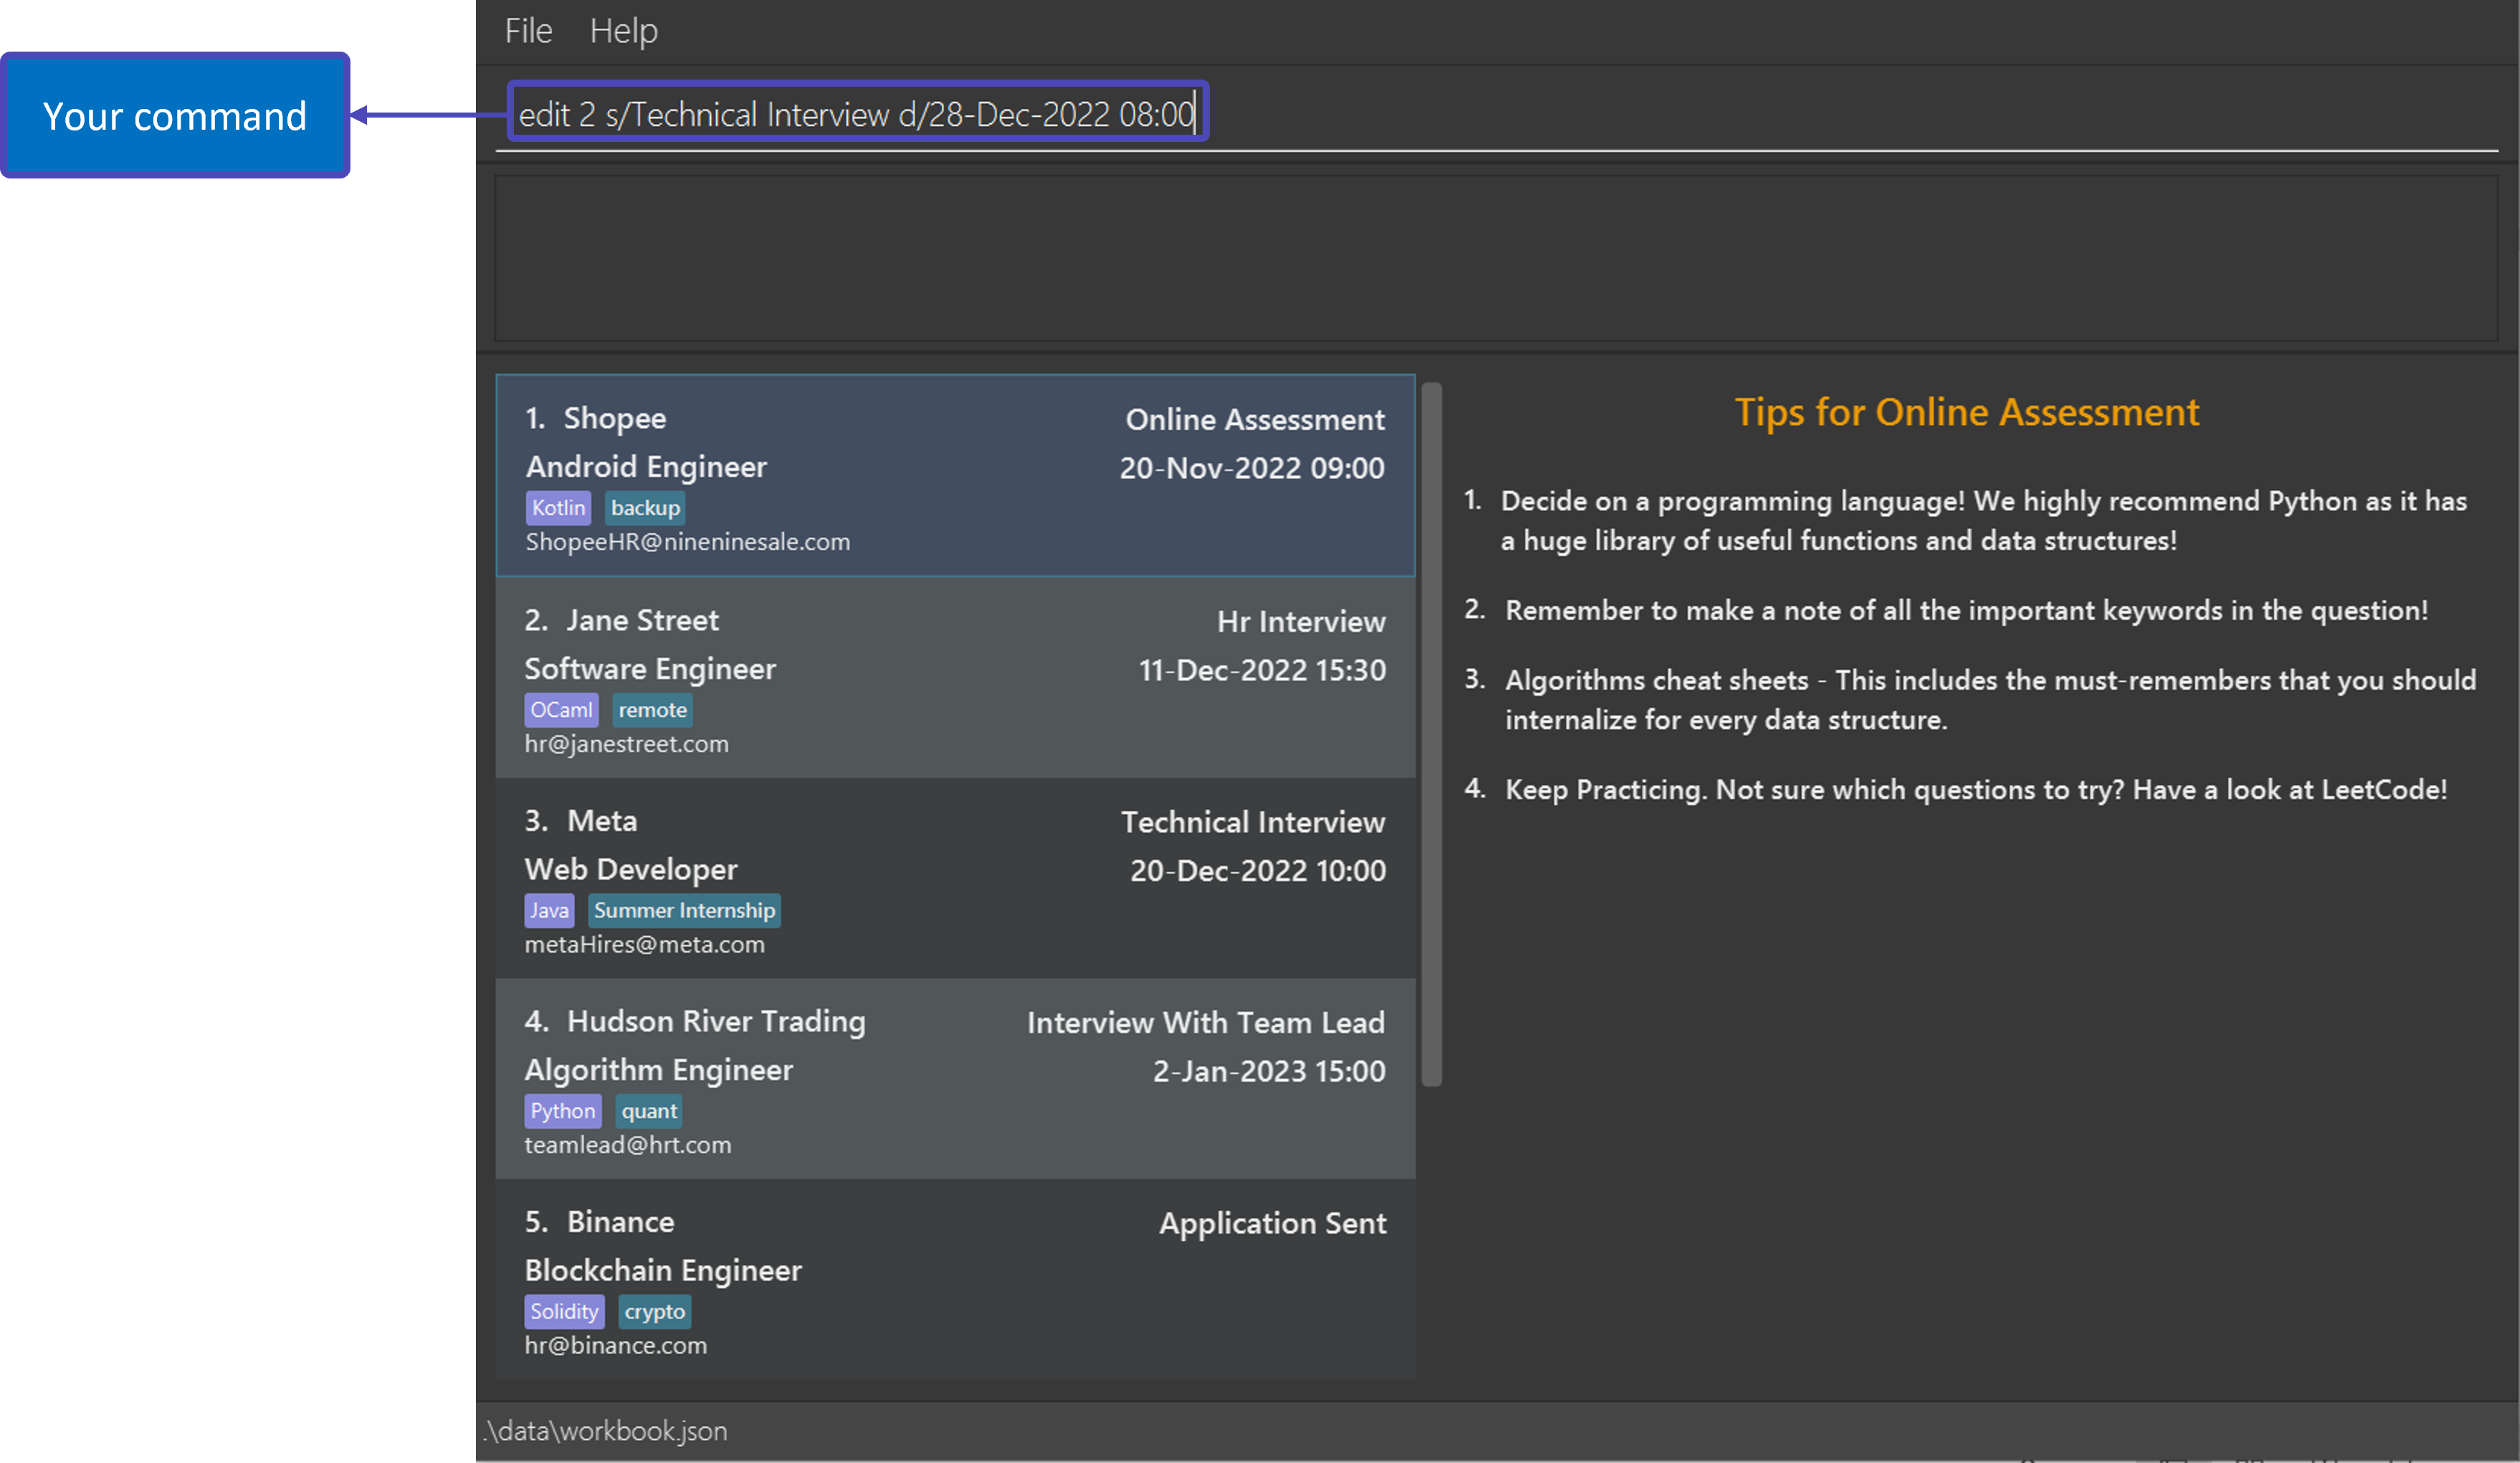 File Help
Your command
edit 2 s/Technical Interview d/28-Dec-2022 08:00
1. Shopee
Online Assessment
Android Engineer
20-Nov-2022 09:00
Kotlin backup
ShopeeHR@nineninesale.com
2. Jane Street
Hr Interview
Software Engineer
11-Dec-2022 15:30
OCaml remote
hr@janestreet.com
3. Meta
Technical Interview
Web Developer
20-Dec-2022 10:00
Java Summer Internship
metaHires@meta.com
4. Hudson River Trading
Interview With Team Lead
Algorithm Engineer
2-Jan-2023 15:00
Python quant
teamlead@hrt.com
5. Binance
Application Sent
Blockchain Engineer
Solidity crypto
hr@binance.com
Tips for Online Assessment
1. Decide on a programming language! We highly recommend Python as it has
a huge library of useful functions and data structures!
2. Remember to make a note of all the important keywords in the question!
3. Algorithms cheat sheets - This includes the must-remembers that you should
internalize for every data structure.
4. Keep Practicing. Not sure which questions to try? Have a look at LeetCode!
.\data\workbook.json